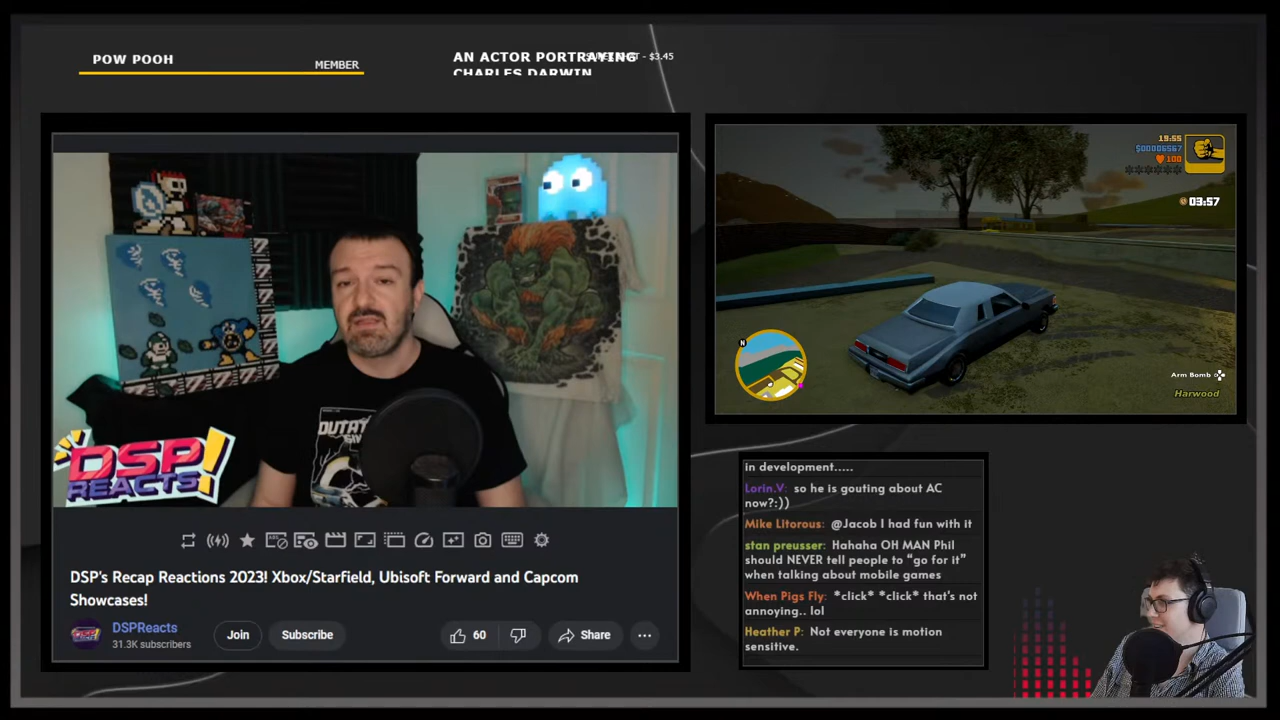 POW POOH
MEMBER
AN ACTOR PORTRAYING
- $3.45
CHARLES DARWIN
DSP
REACTS!
DSP's Recap Reactions 2023! Xbox/Starfield, Ubisoft Forward and Capcom
Showcases!
DSPReacts
31.3K subscribers
Join
Subscribe
60
Share
19:55
$00006567
100
03:57
N
Arm Bomb
Harwood
in development.....
Lorin.V: so he is gouting about AC
now?:))
Mike Litorous: @Jacob I had fun with it
stan preusser: Hahaha OH MAN Phil
should NEVER tell people to "go for it"
when talking about mobile games
When Pigs Fly: *click* *click* that's not
annoying.. lol
Heather P: Not everyone is motion
sensitive.